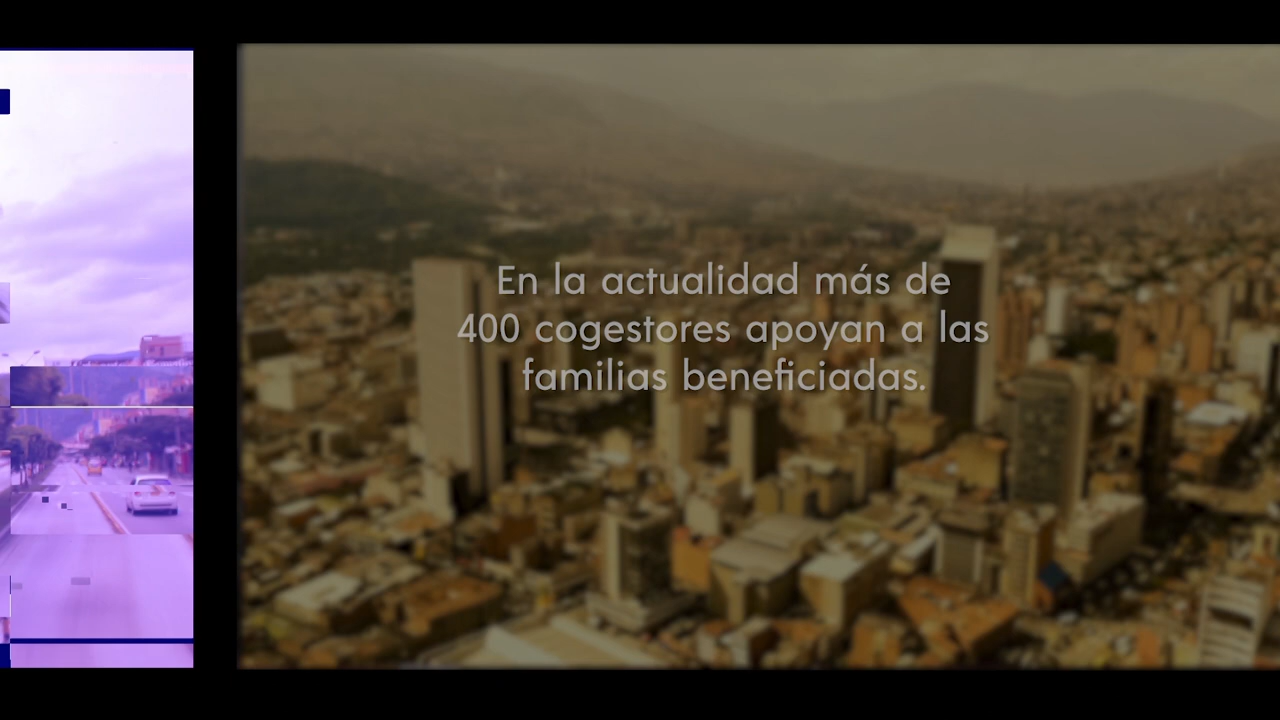 En la actualidad más de
400 cogestores apoyan a las
familias beneficiadas.